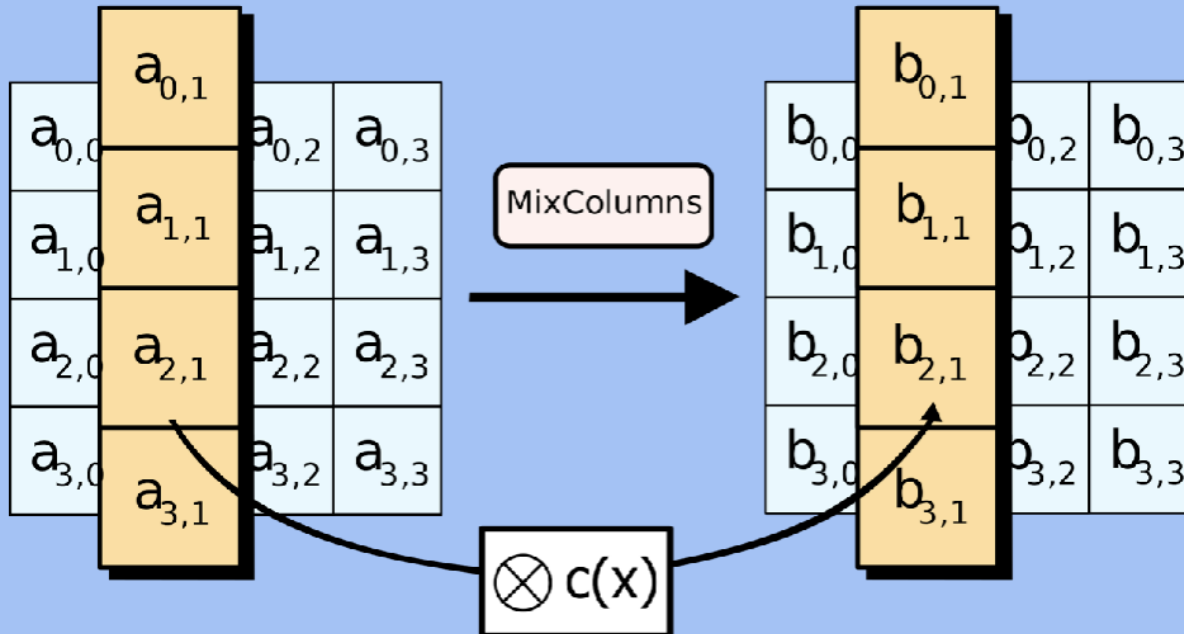 a0,1
a0,0 a0,2 a0,3
a1,1
a1,0 a1,2 a1,3
a2,1
a2,0 a2,2 a2,3
a3,0 a3,2 a3,3
a3,1
MixColumns
b0,1
b0,0 b0,2 b0,3
b1,1
b1,0 b1,2 b1,3
b2,1
b2,0 b2,2 b2,3
b3,0 b3,2 b3,3
b3,1
⊗ c(x)